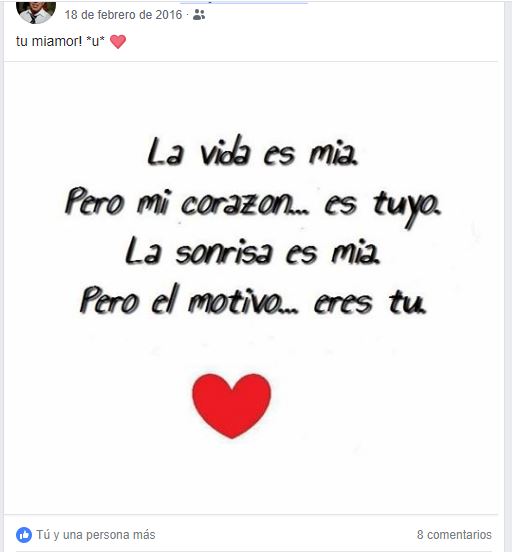 18 de febrero de 2016 ·
tu miamor! *u* ❤️
La vida es mia.
Pero mi corazon... es tuyo.
La sonrisa es mia.
Pero el motivo... eres tu.
Tú y una persona más
8 comentarios